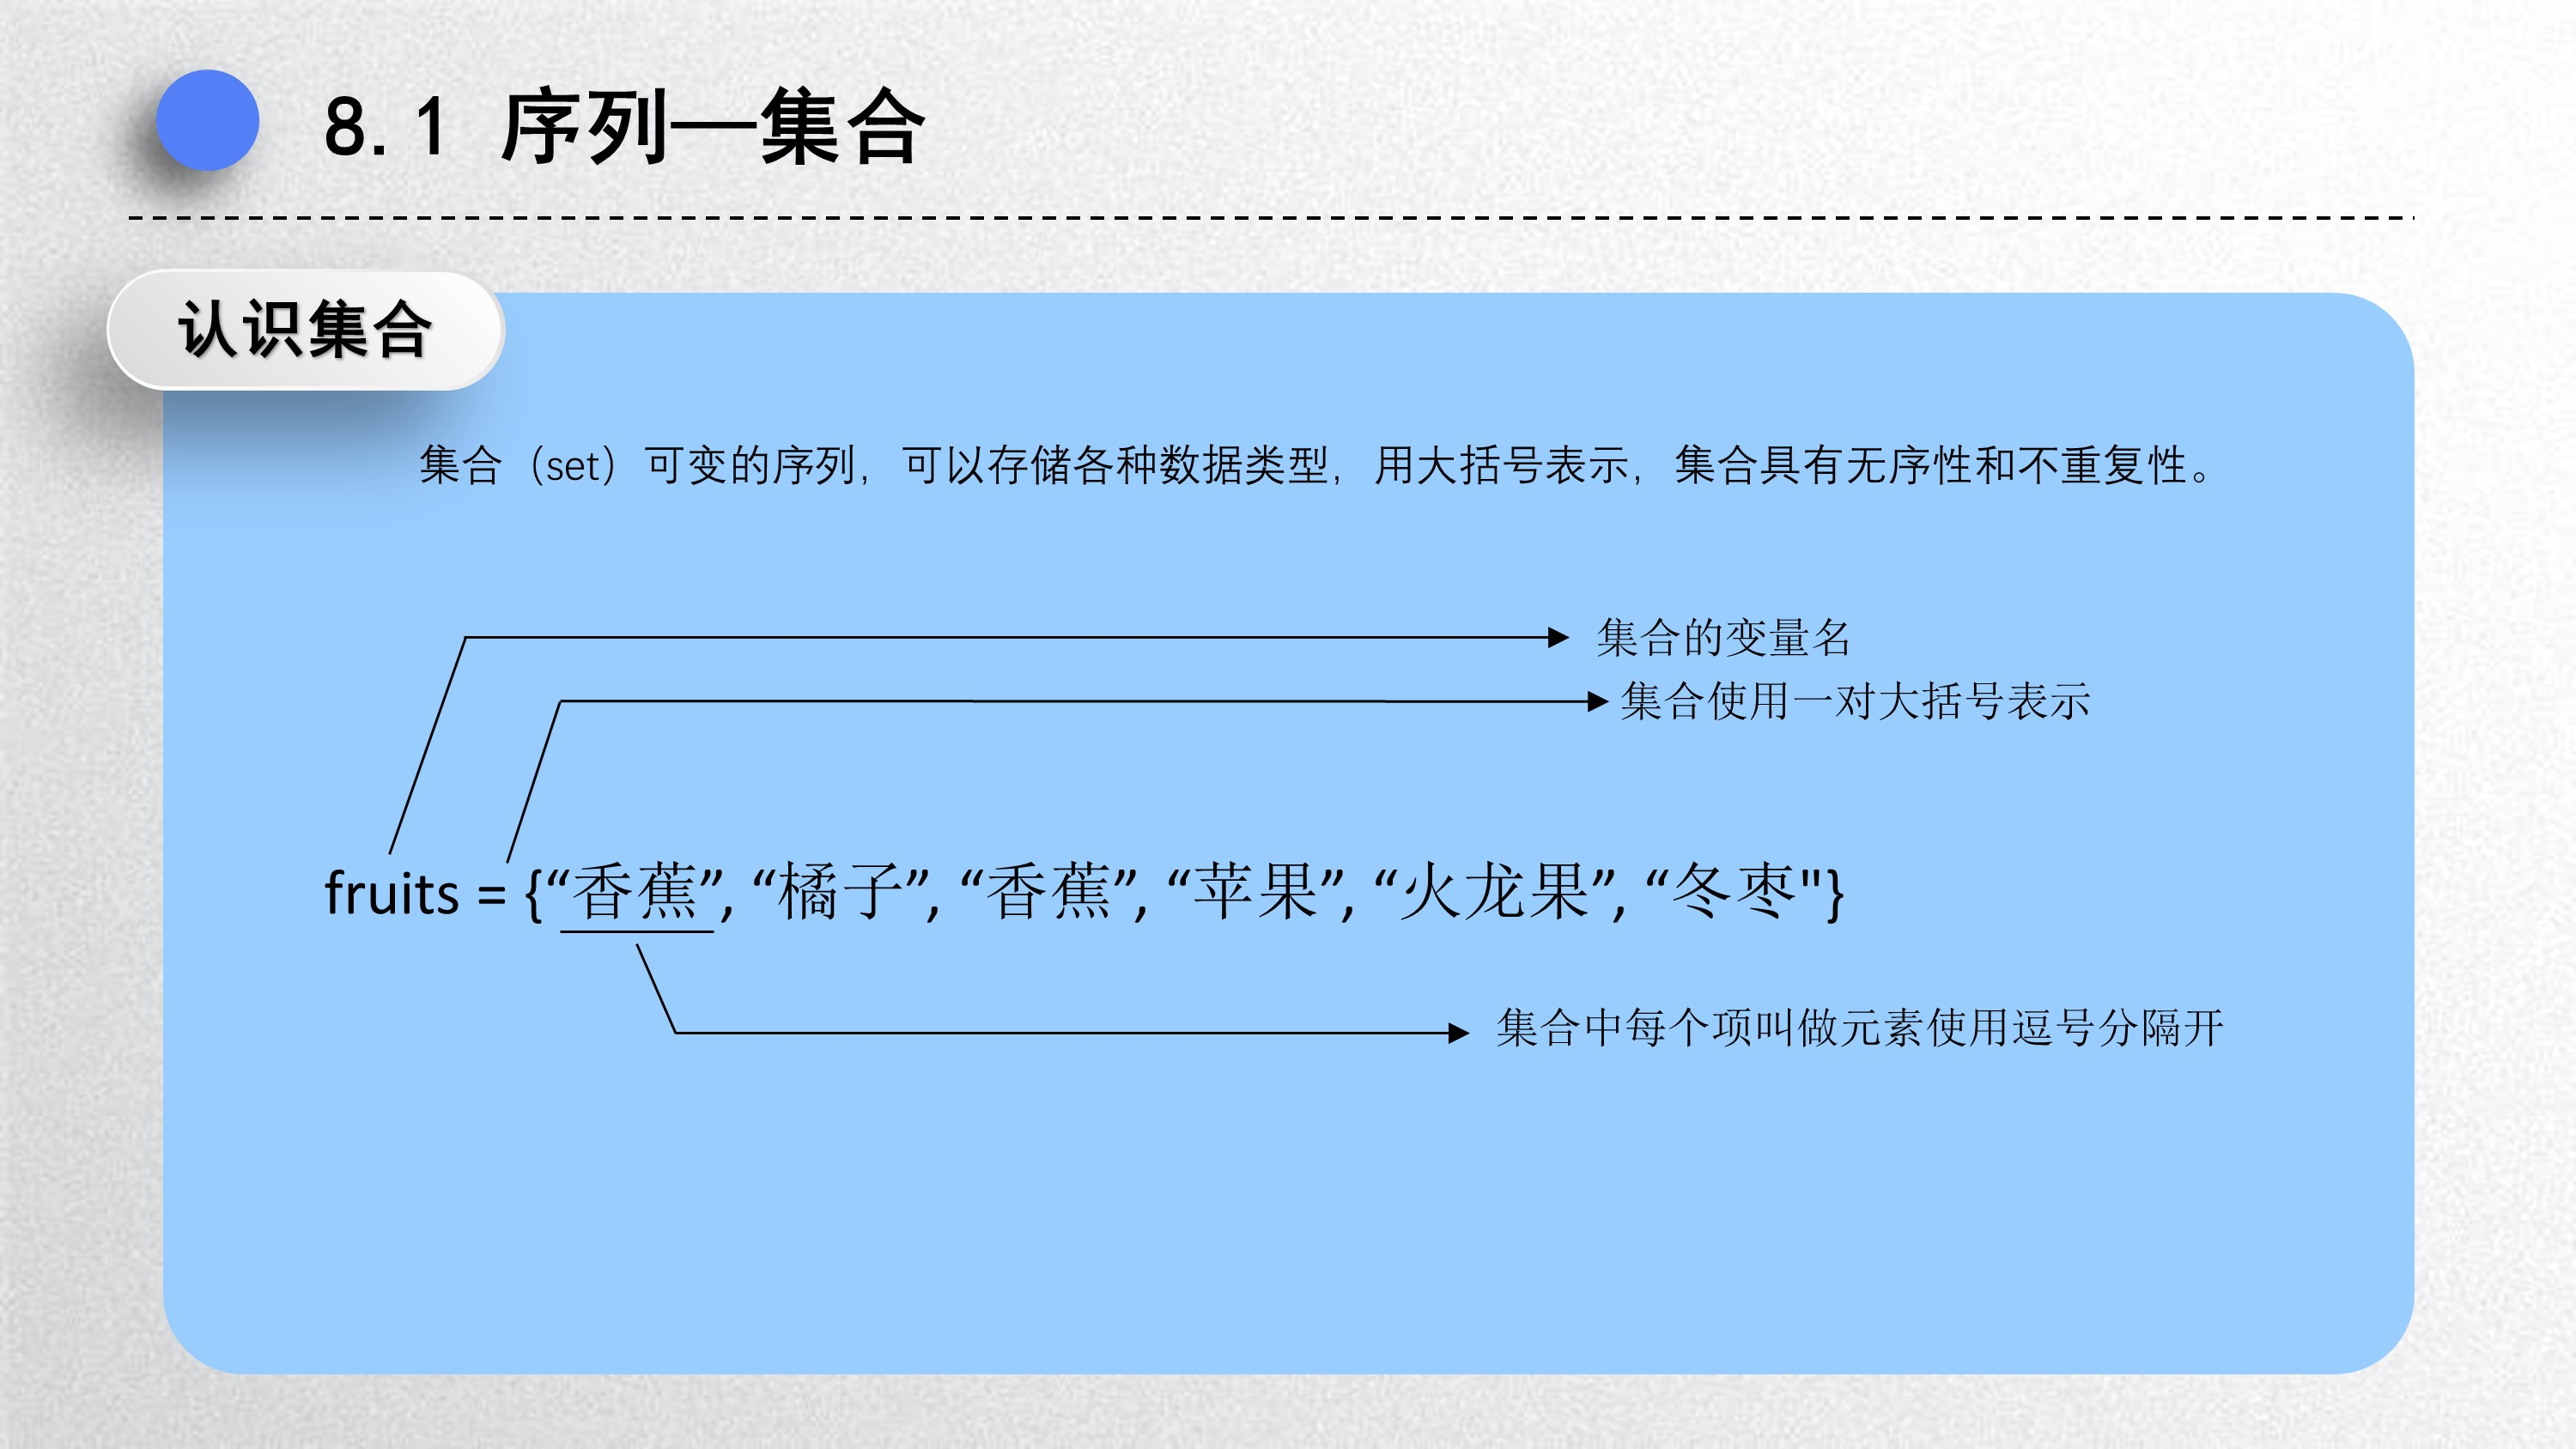 8.1 序列—集合
认识集合
集合（set）可变的序列，可以存储各种数据类型，用大括号表示，集合具有无序性和不重复性。
集合的变量名
集合使用一对大括号表示
fruits = {“香蕉”, “橘子”, “香蕉”, “苹果”, “火龙果”, “冬枣"}
集合中每个项叫做元素使用逗号分隔开